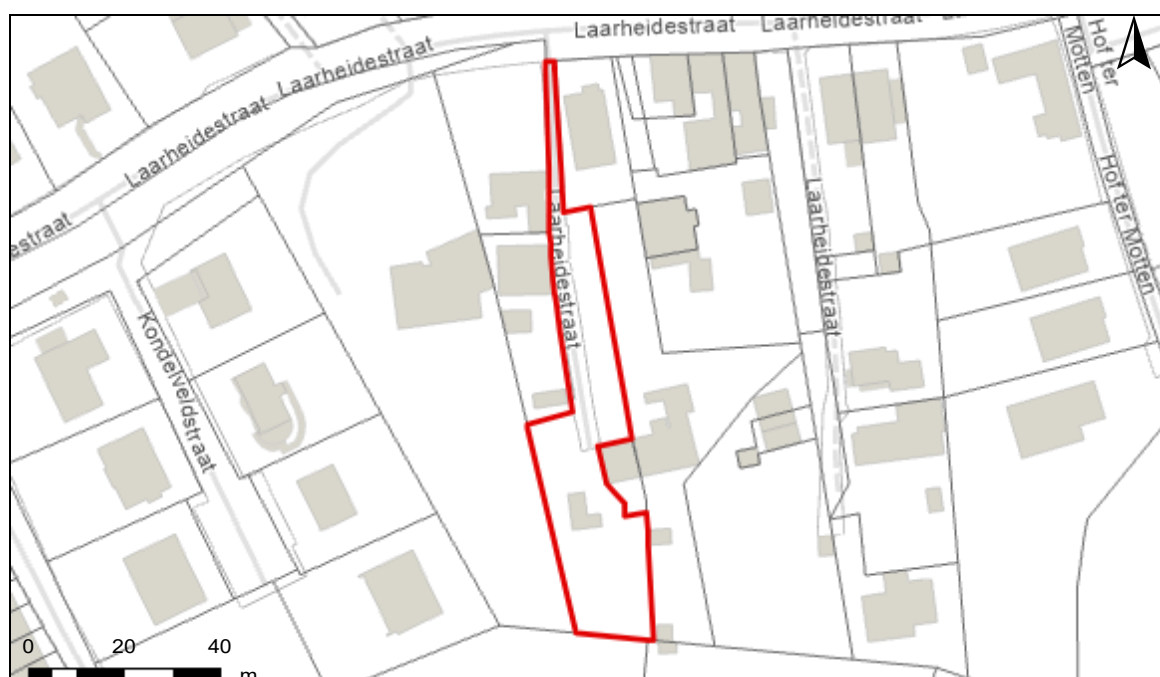 Laarheidestraat
Laarheidestraat
Laarheidestraat
Laarheidestraat
estraat
Hof ter
Motten
Hof ter Motten
Laarheidestraat
Laarheidestraat
Kondelveldstraat
0 20 40
m